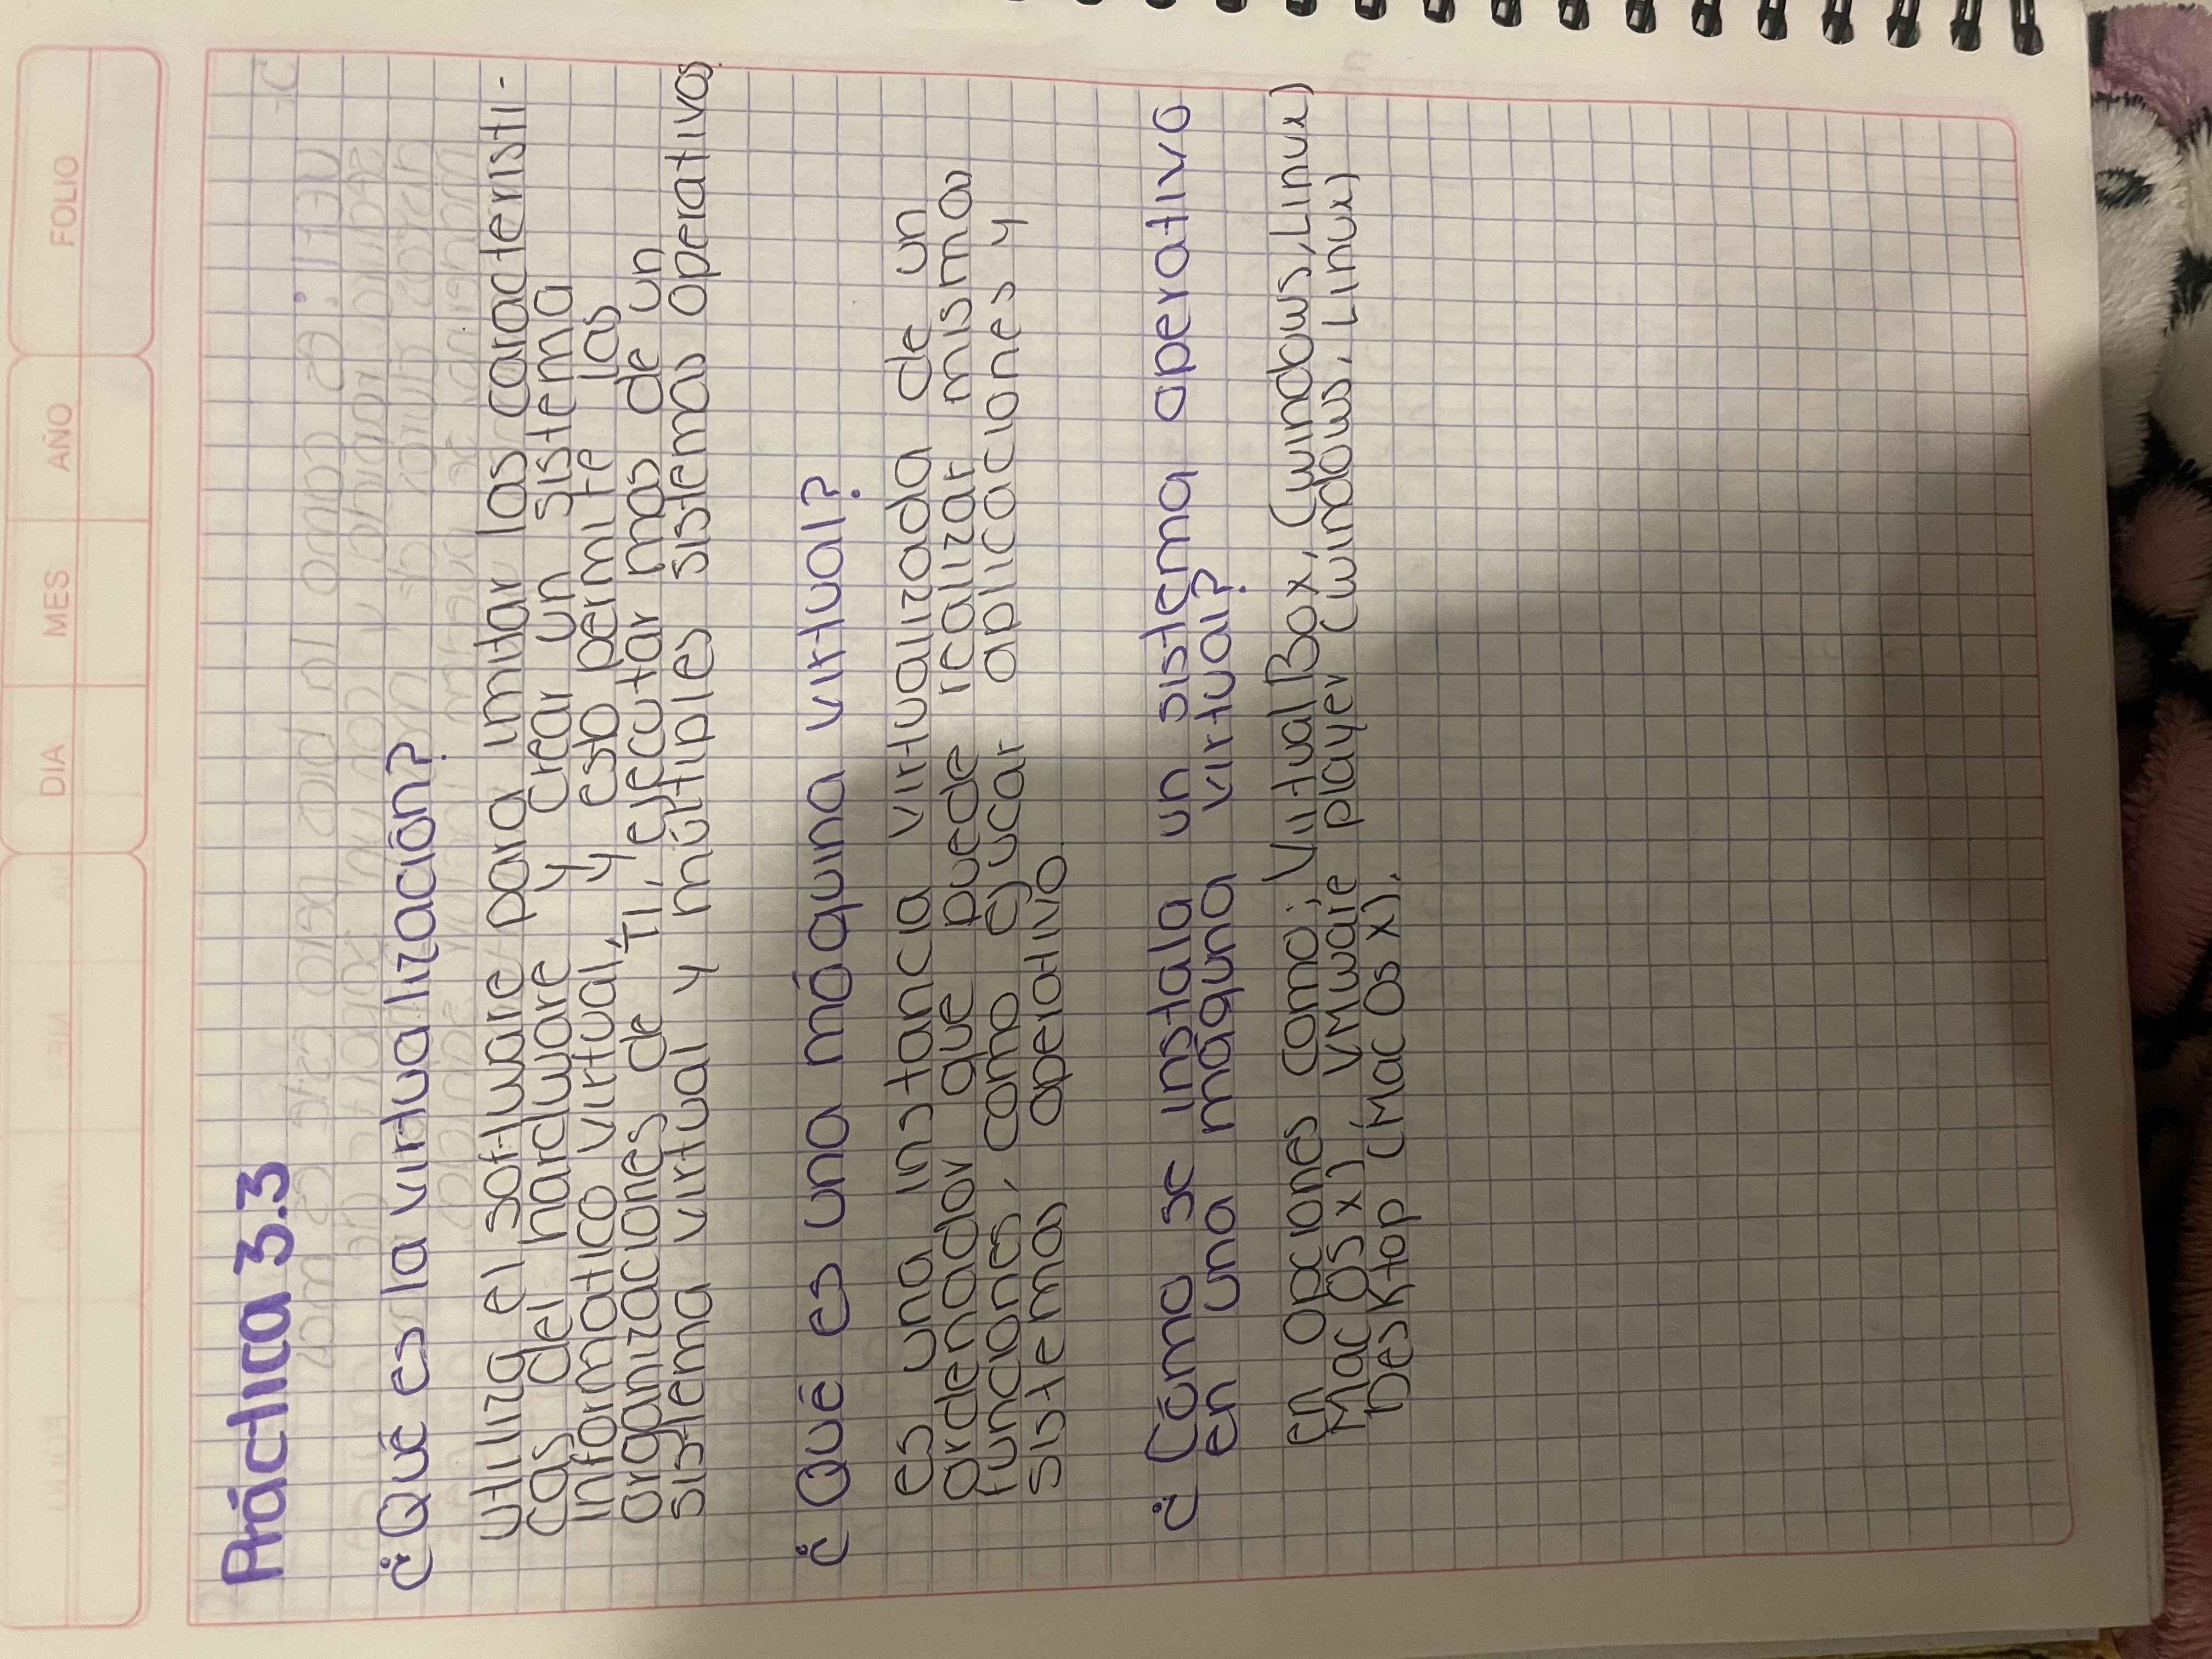 DIA MES AÑO FOLIO
Práctica 3.3
¿Qué es la virtualización?
Utiliza el software para imitar las caracteristi-
cas del hardware y crear un sistema
informatico virtual, y esto permite las
organizaciones de TI, ejecutar mas de un
sistema virtual y múltiples sistemas operativos.
¿Qué es una máquina virtual?
es una instancia virtualizada de un
ordenador que puede realizar mismas
funciones, como ejucar aplicaciones y
sistemas operativo.
¿Cómo se instala un sistema operativo
en una máquna virtual?
en opciones como; VirtualBox, (windows, Linux)
Mac OS x), VMware player (windows, Linux)
Desktop (Mac Os X).